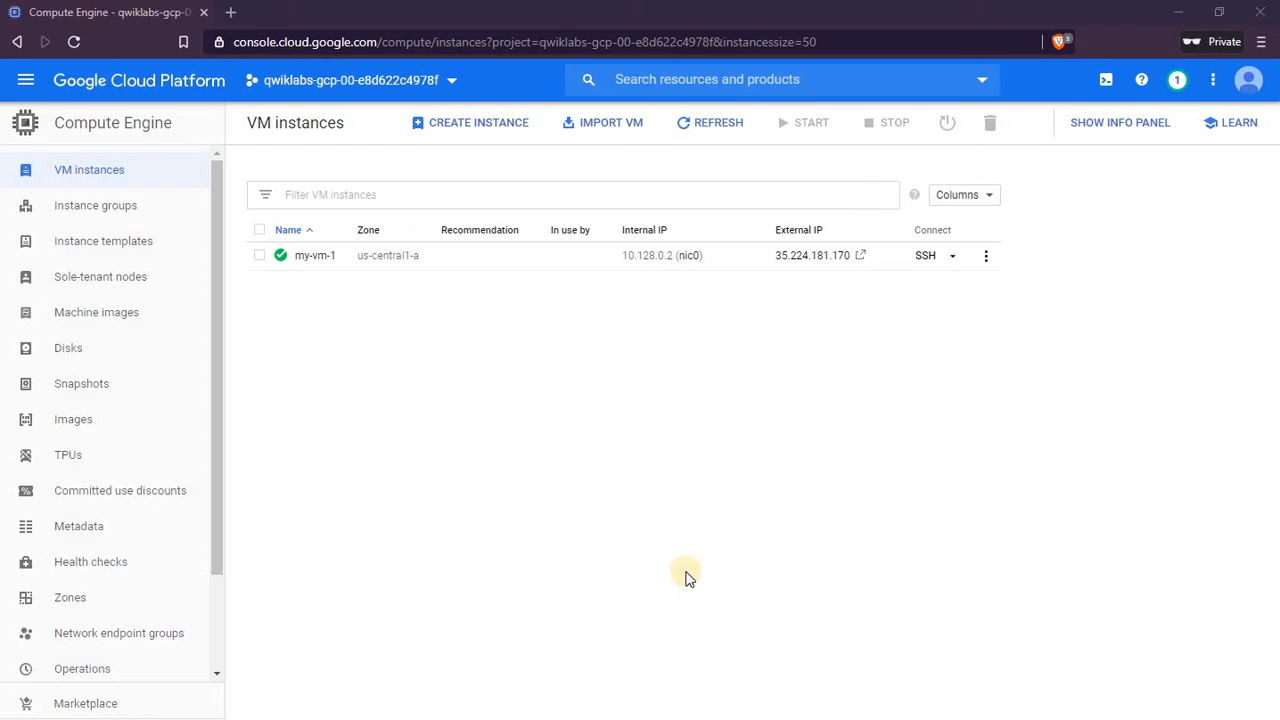 Compute Engine - qwiklabs-gcp-0
console.cloud.google.com/compute/instances?project=qwiklabs-gcp-00-e8d622c4978f&instancessize=50
3
Private
Google Cloud Platform
qwiklabs-gcp-00-e8d622c4978f
Search resources and products
1
Compute Engine
VM instances
CREATE INSTANCE
IMPORT VM
REFRESH
START
STOP
SHOW INFO PANEL
LEARN
VM instances
Instance groups
Instance templates
Sole-tenant nodes
Machine images
Disks
Snapshots
Images
TPUs
Committed use discounts
Metadata
Health checks
Zones
Network endpoint groups
Operations
Marketplace
Filter VM instances
Columns
Name Zone Recommendation In use by Internal IP External IP Connect
my-vm-1 us-central1-a 10.128.0.2 (nic0) 35.224.181.170 SSH